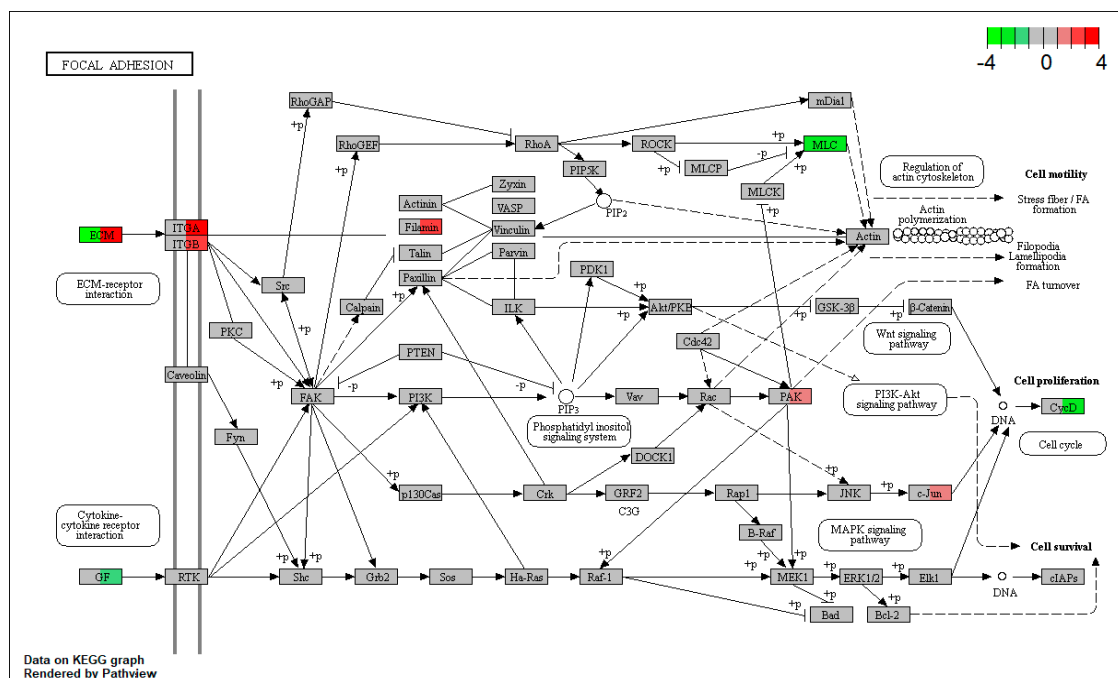 -4 0 4
FOCAL ADHESION
RhoGAP
mDia1
+p
RhoGEF
RhoA
ROCK
+p
MLC
+p
+p
-p
MLCP
PIP5K
+p
MLCK
Regulation of
actin cytoskeleton
Cell motility
Zyxin
Actinin
VASP
PIP2
Stress fiber / FA
formation
Actin
polymerization
ECM
ITGA
ITGB
Filamin
Vinculin
Actin
Talin
Parvin
Filopodia
Lamellipodia
formation
ECM-receptor
interaction
Src
Paxillin
PDK1
+p
FA turnover
Calpain
ILK
+p
Akt/PKB
GSK-3β
+p
β-Catenin
PKC
+p
Cdc42
Wnt signaling
pathway
PTEN
-p
-p
Caveolin
+p
FAK
PI3K
PIP3
Vav
Rac
PAK
PI3K-Akt
signaling pathway
Cell proliferation
CycD
DNA
Phosphatidyl inositol
signaling system
Fyn
DOCK1
Cell cycle
+p
p130Cas
Crk
GRF2
C3G
Rap1
+p
JNK
+p
c-Jun
Cytokine-
cytokine receptor
interaction
B-Raf
MAPK signaling
pathway
+p
+p
+p
+p
+p
Cell survival
GF
RTK
Shc
Grb2
Sos
Ha-Ras
Raf-1
MEK1
+p
ERK1/2
+p
Elk1
DNA
cIAPs
+p
+p
+p
Bad
Bcl-2
Data on KEGG graph
Rendered by Pathview